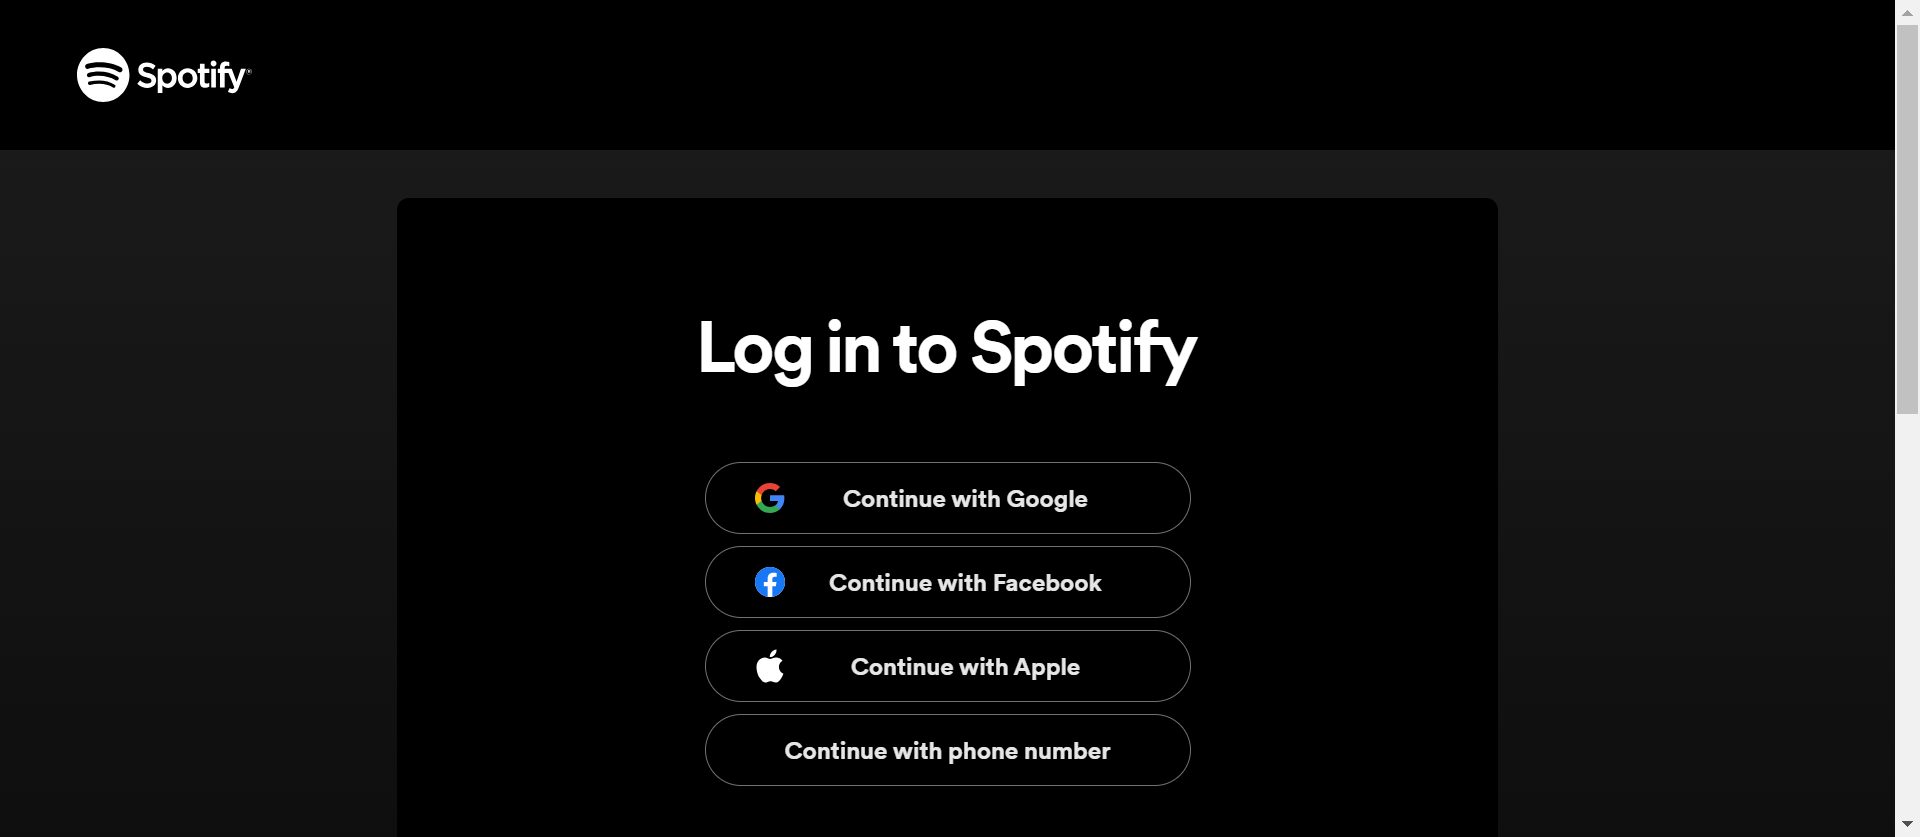 Spotify
Log in to Spotify
Continue with Google
Continue with Facebook
Continue with Apple
Continue with phone number